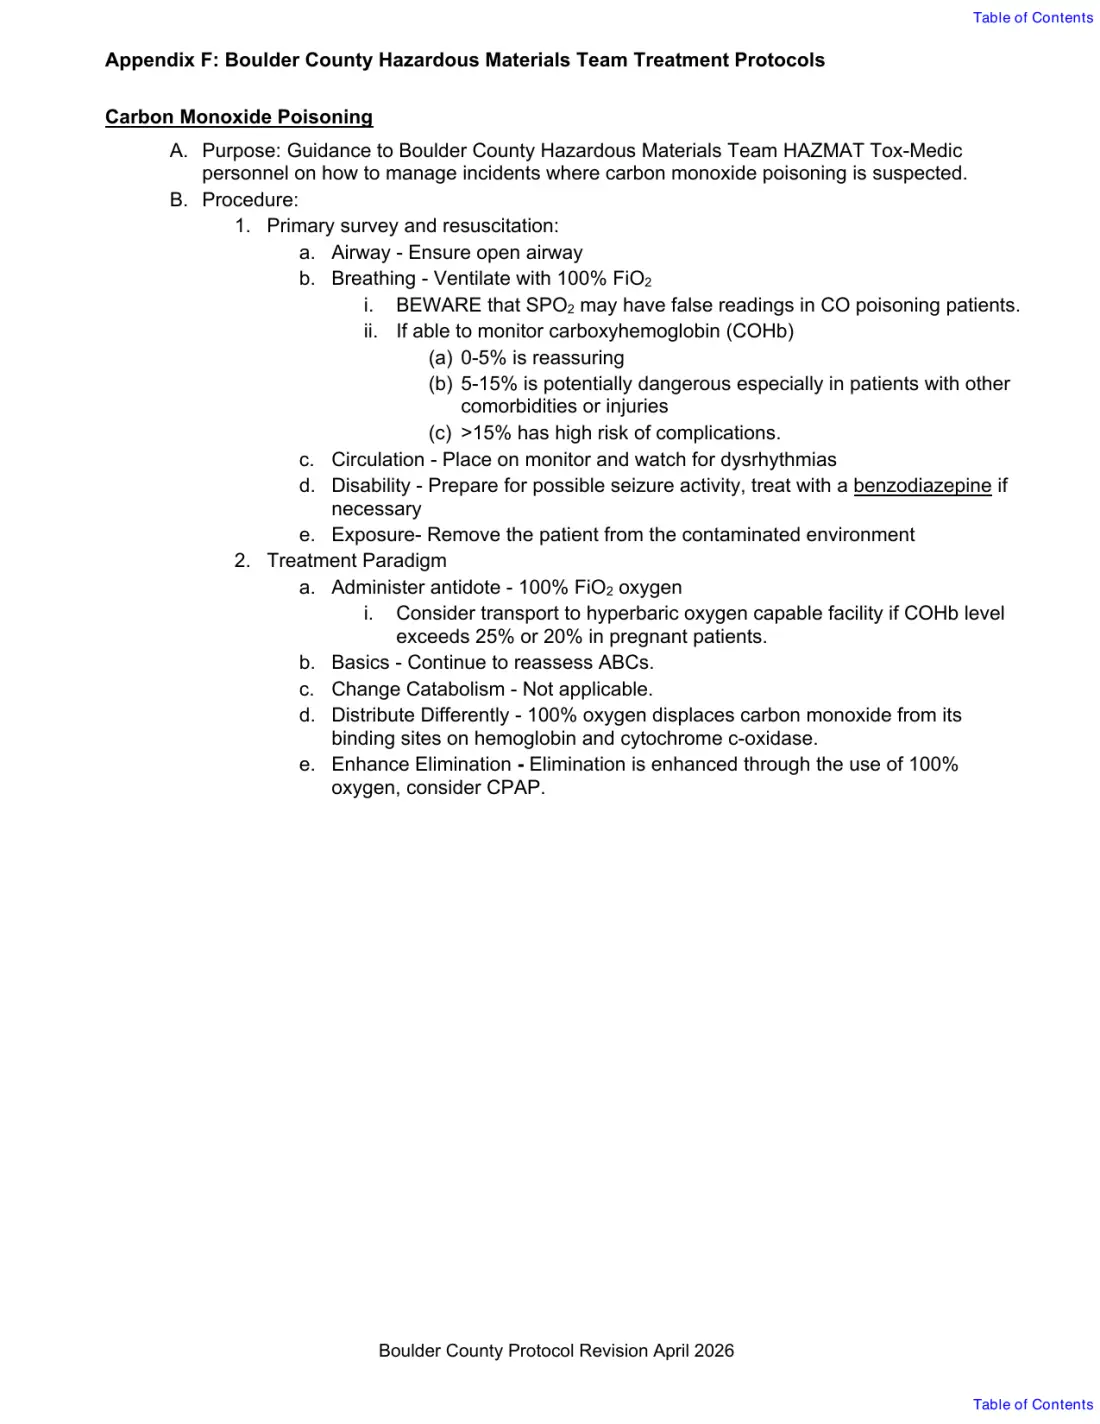 Table of Contents
Appendix F: Boulder County Hazardous Materials Team Treatment Protocols
Carbon Monoxide Poisoning
A. Purpose: Guidance to Boulder County Hazardous Materials Team HAZMAT Tox-Medic
personnel on how to manage incidents where carbon monoxide poisoning is suspected.
B. Procedure:
1. Primary survey and resuscitation:
a. Airway - Ensure open airway
b. Breathing - Ventilate with 100% FiO₂
i. BEWARE that SPO₂ may have false readings in CO poisoning patients.
ii. If able to monitor carboxyhemoglobin (COHb)
(a) 0-5% is reassuring
(b) 5-15% is potentially dangerous especially in patients with other
comorbidities or injuries
(c) >15% has high risk of complications.
c. Circulation - Place on monitor and watch for dysrhythmias
d. Disability - Prepare for possible seizure activity, treat with a benzodiazepine if
necessary
e. Exposure- Remove the patient from the contaminated environment
2. Treatment Paradigm
a. Administer antidote - 100% FiO₂ oxygen
i. Consider transport to hyperbaric oxygen capable facility if COHb level
exceeds 25% or 20% in pregnant patients.
b. Basics - Continue to reassess ABCs.
c. Change Catabolism - Not applicable.
d. Distribute Differently - 100% oxygen displaces carbon monoxide from its
binding sites on hemoglobin and cytochrome c-oxidase.
e. Enhance Elimination - Elimination is enhanced through the use of 100%
oxygen, consider CPAP.
Boulder County Protocol Revision April 2026
Table of Contents